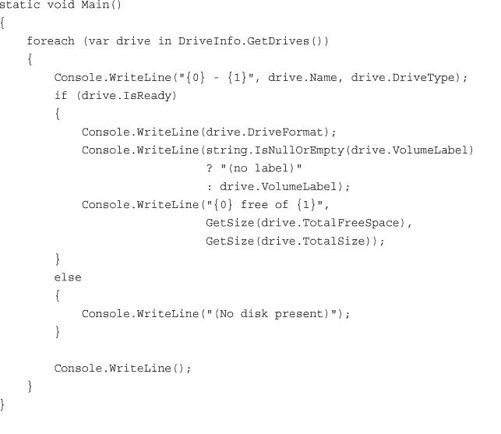 static void Main()
{
    foreach (var drive in DriveInfo.GetDrives())
    {
        Console.WriteLine("{0} - {1}", drive.Name, drive.DriveType);
        if (drive.IsReady)
        {
            Console.WriteLine(drive.DriveFormat);
            Console.WriteLine(string.IsNullOrEmpty(drive.VolumeLabel)
                              ? "(no label)"
                              : drive.VolumeLabel);
            Console.WriteLine("{0} free of {1}",
                              GetSize(drive.TotalFreeSpace),
                              GetSize(drive.TotalSize));
        }
        else
        {
            Console.WriteLine("(No disk present)");
        }

        Console.WriteLine();
    }
}